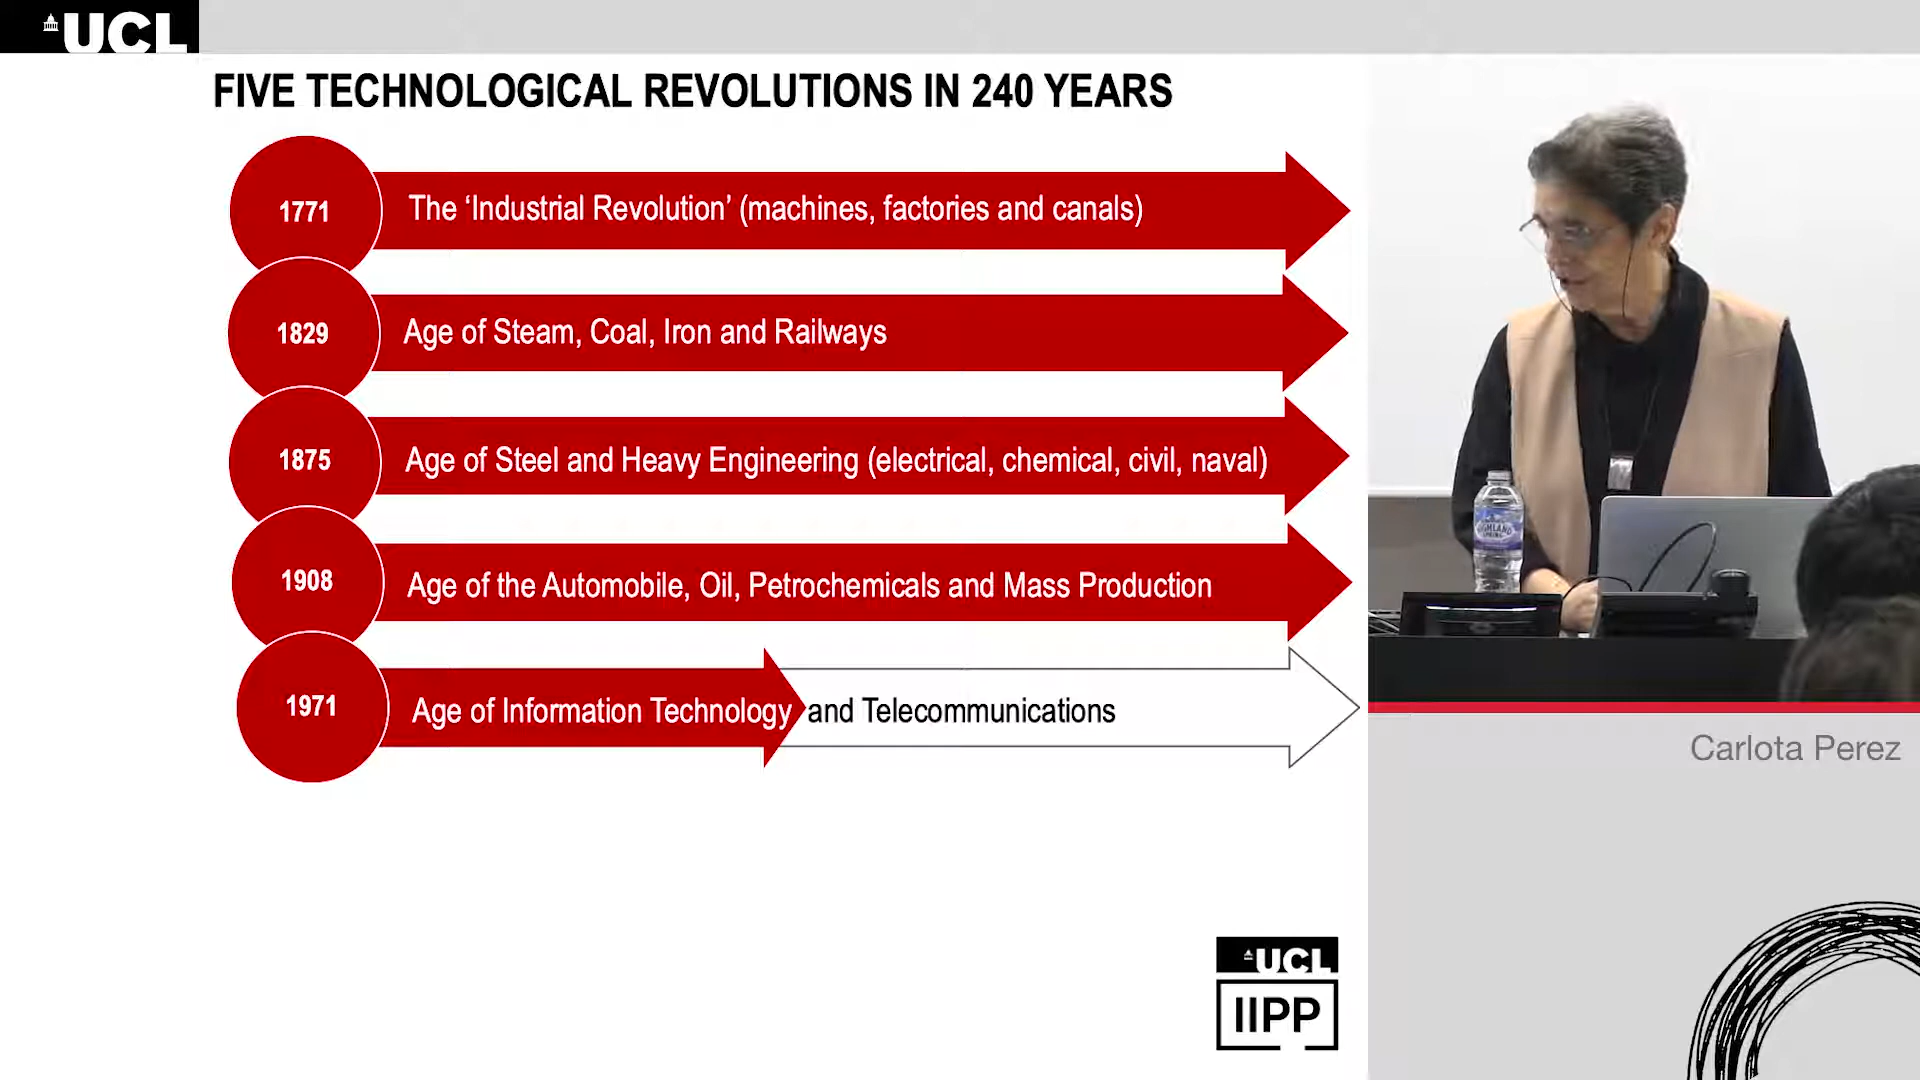 UCL
FIVE TECHNOLOGICAL REVOLUTIONS IN 240 YEARS
1771
The ‘Industrial Revolution’ (machines, factories and canals)
1829
Age of Steam, Coal, Iron and Railways
1875
Age of Steel and Heavy Engineering (electrical, chemical, civil, naval)
1908
Age of the Automobile, Oil, Petrochemicals and Mass Production
1971
Age of Information Technology and Telecommunications
HIGHLAND
SPRING
Carlota Perez
UCL
IIPP